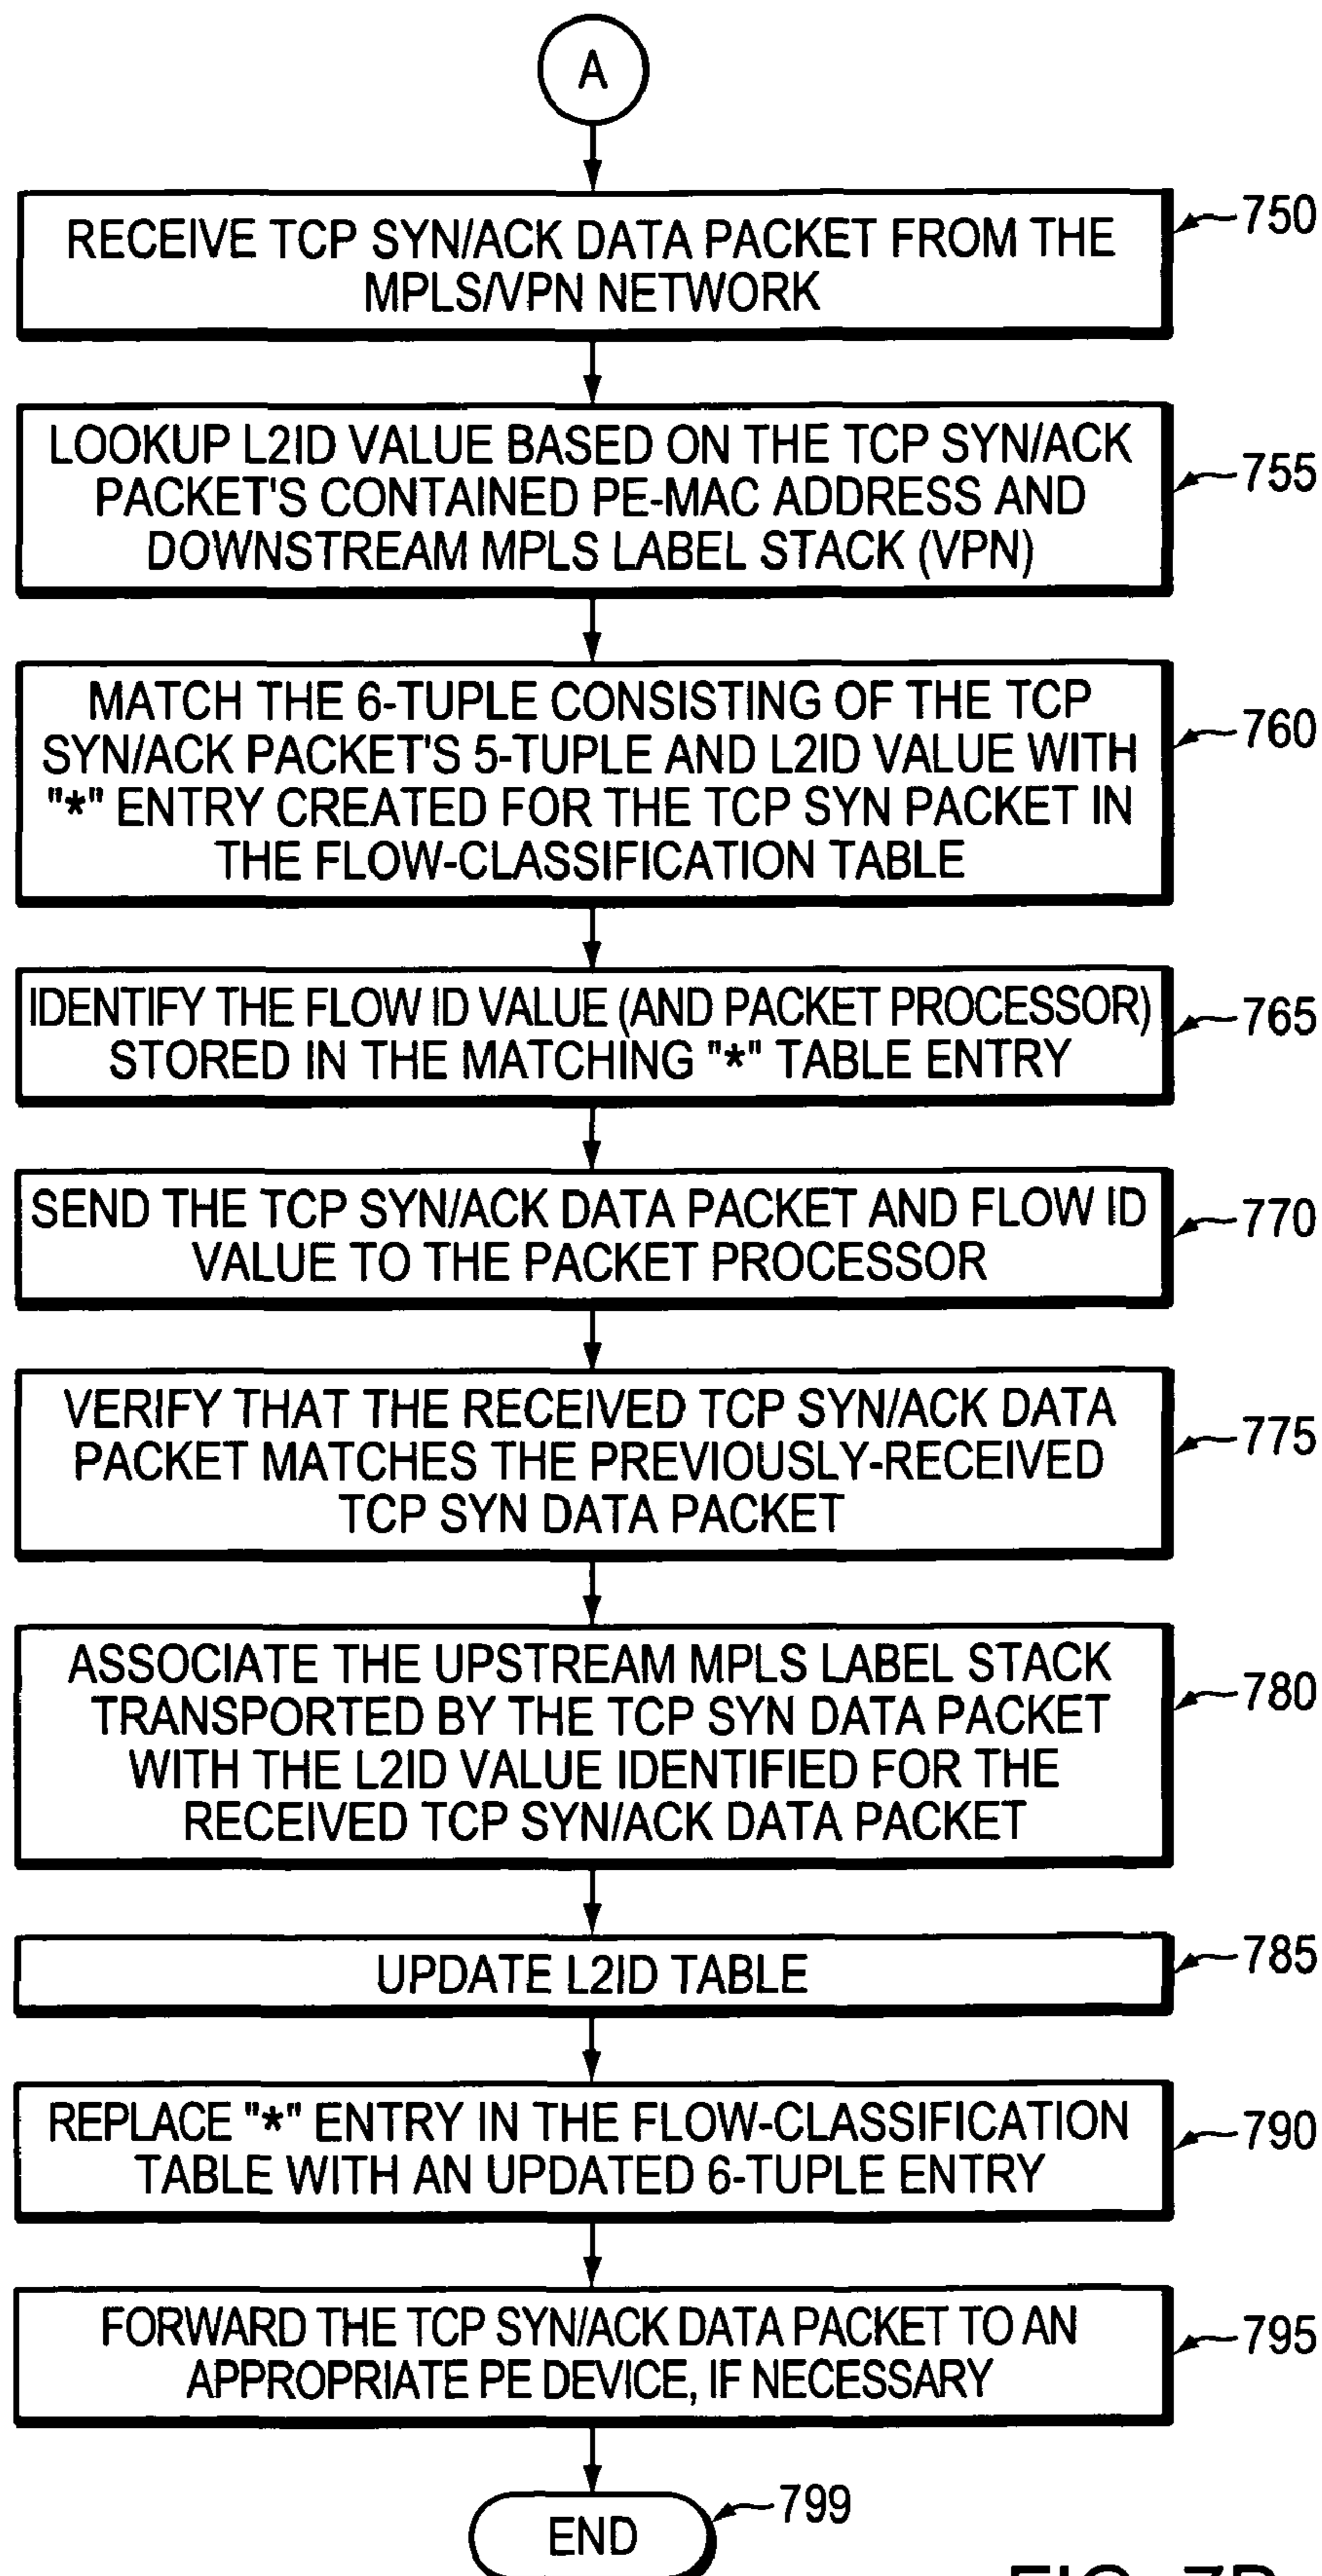 A
RECEIVE TCP SYN/ACK DATA PACKET FROM THE
MPLS/VPN NETWORK
750
LOOKUP L2ID VALUE BASED ON THE TCP SYN/ACK
PACKET'S CONTAINED PE-MAC ADDRESS AND
DOWNSTREAM MPLS LABEL STACK (VPN)
755
MATCH THE 6-TUPLE CONSISTING OF THE TCP
SYN/ACK PACKET'S 5-TUPLE AND L2ID VALUE WITH
"*" ENTRY CREATED FOR THE TCP SYN PACKET IN
THE FLOW-CLASSIFICATION TABLE
760
IDENTIFY THE FLOW ID VALUE (AND PACKET PROCESSOR)
STORED IN THE MATCHING "*" TABLE ENTRY
765
SEND THE TCP SYN/ACK DATA PACKET AND FLOW ID
VALUE TO THE PACKET PROCESSOR
770
VERIFY THAT THE RECEIVED TCP SYN/ACK DATA
PACKET MATCHES THE PREVIOUSLY-RECEIVED
TCP SYN DATA PACKET
775
ASSOCIATE THE UPSTREAM MPLS LABEL STACK
TRANSPORTED BY THE TCP SYN DATA PACKET
WITH THE L2ID VALUE IDENTIFIED FOR THE
RECEIVED TCP SYN/ACK DATA PACKET
780
UPDATE L2ID TABLE
785
REPLACE "*" ENTRY IN THE FLOW-CLASSIFICATION
TABLE WITH AN UPDATED 6-TUPLE ENTRY
790
FORWARD THE TCP SYN/ACK DATA PACKET TO AN
APPROPRIATE PE DEVICE, IF NECESSARY
795
END
799